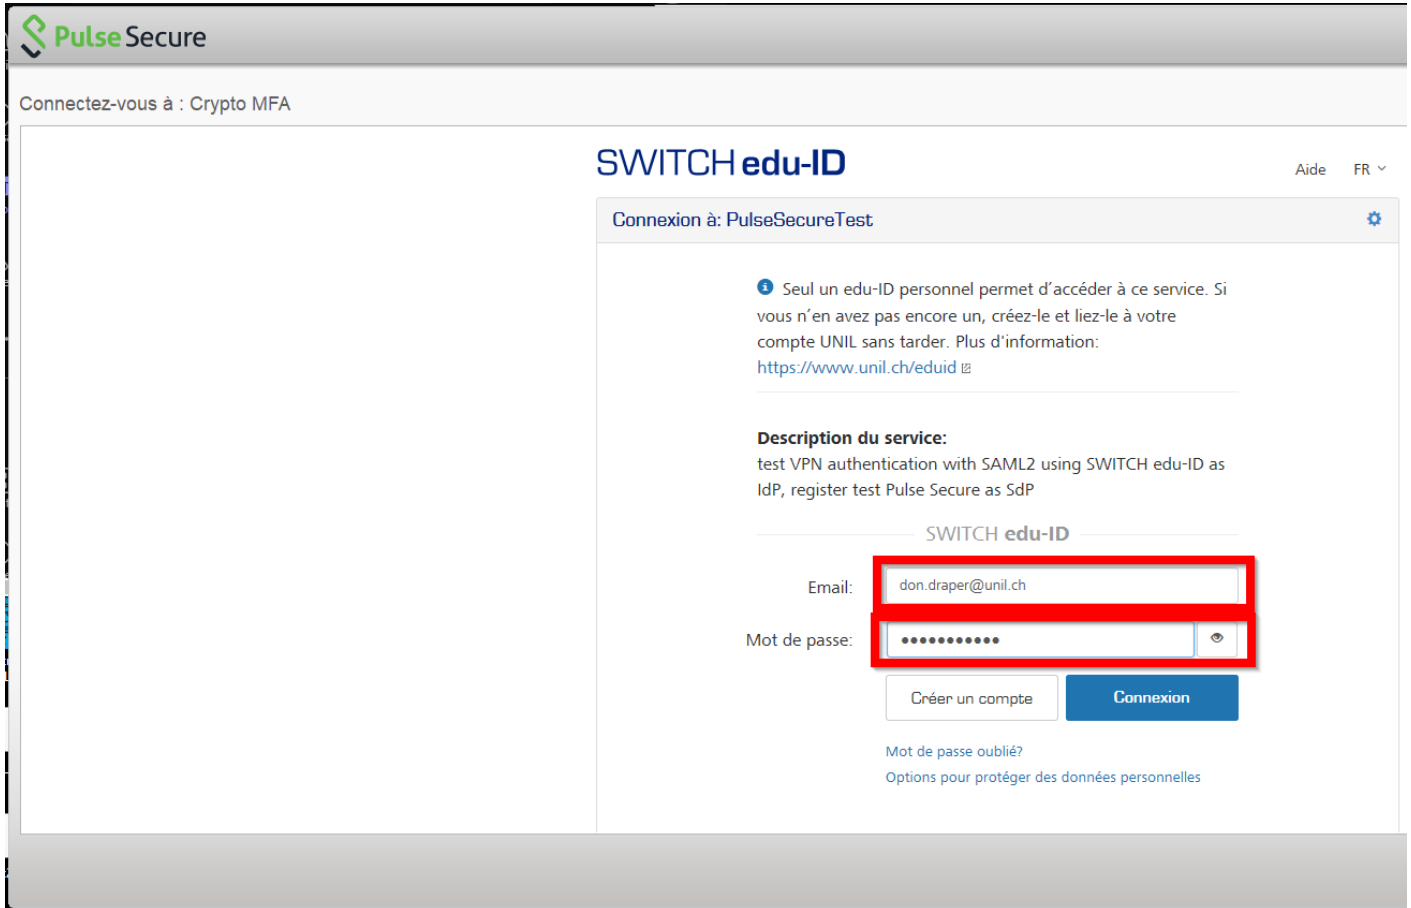 Pulse Secure
Connectez-vous à : Crypto MFA
SWITCH edu-ID
Aide FR
Connexion à: PulseSecureTest
Seul un edu-ID personnel permet d’accéder à ce service. Si
vous n’en avez pas encore un, créez-le et liez-le à votre
compte UNIL sans tarder. Plus d'information:
https://www.unil.ch/eduid
Description du service:
test VPN authentication with SAML2 using SWITCH edu-ID as
IdP, register test Pulse Secure as SdP
SWITCH edu-ID
Email: don.draper@unil.ch
Mot de passe: •••••••••••
Créer un compte Connexion
Mot de passe oublié?
Options pour protéger des données personnelles